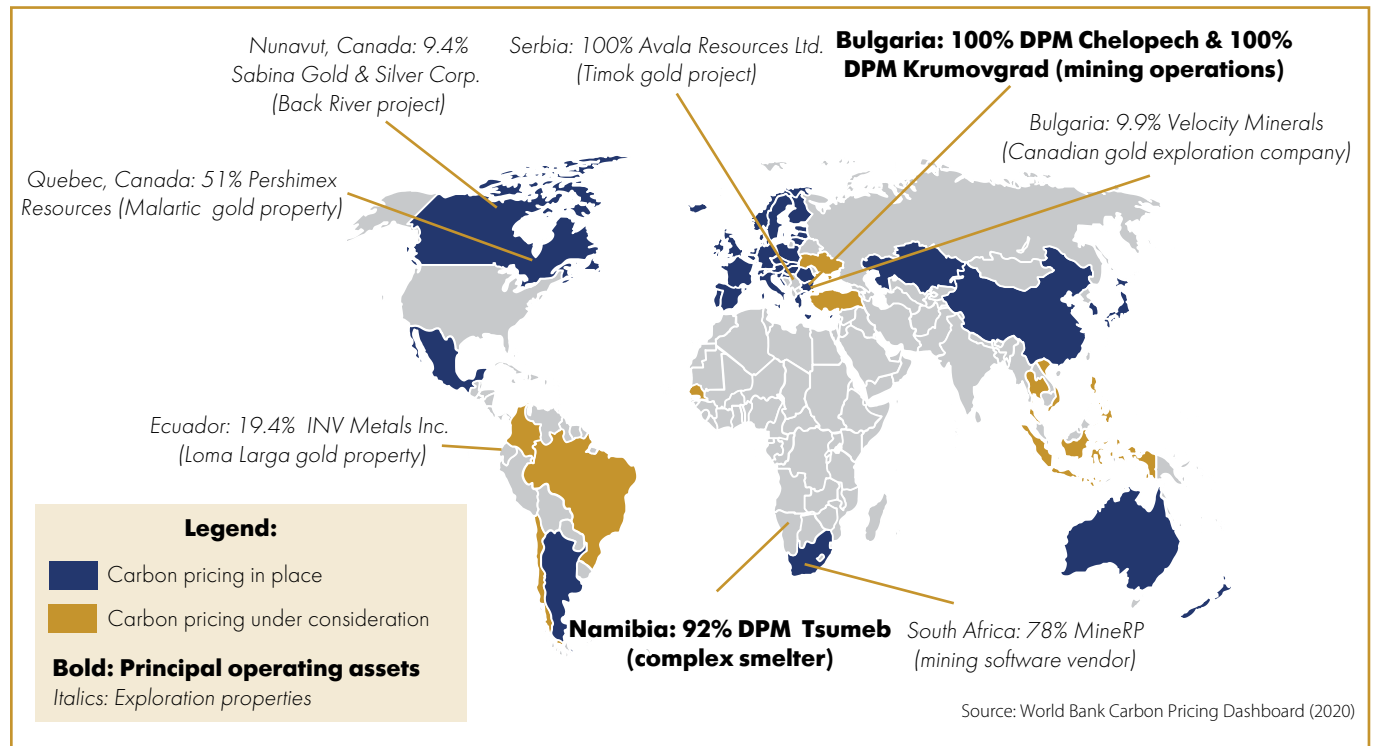 Nunavut, Canada: 9.4%
Sabina Gold & Silver Corp.
(Back River project)
Serbia: 100% Avala Resources Ltd.
(Timok gold project)
Bulgaria: 100% DPM Chelopech & 100%
DPM Krumovgrad (mining operations)
Bulgaria: 9.9% Velocity Minerals
(Canadian gold exploration company)
Quebec, Canada: 51% Pershimex
Resources (Malartic gold property)
Ecuador: 19.4% INV Metals Inc.
(Loma Larga gold property)
Legend:
Carbon pricing in place
Carbon pricing under consideration
Bold: Principal operating assets
Italics: Exploration properties
Namibia: 92% DPM Tsumeb
(complex smelter)
South Africa: 78% MineRP
(mining software vendor)
Source: World Bank Carbon Pricing Dashboard (2020)